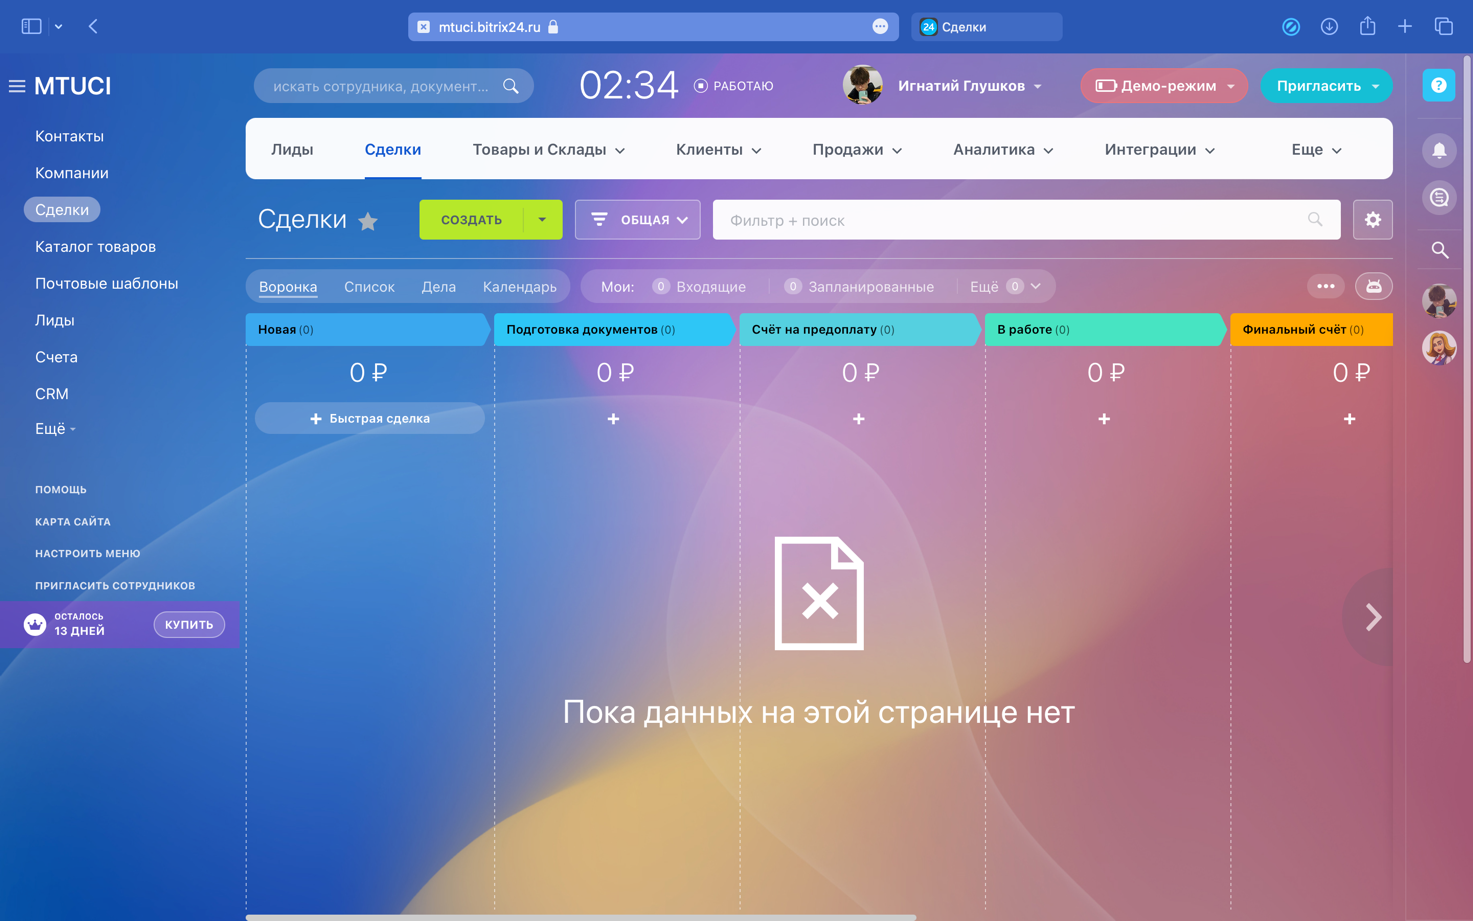 mtuci.bitrix24.ru
24 Сделки
MTUCI
искать сотрудника, документ...
02:34
РАБОТАЮ
Игнатий Глушков
Демо-режим
Пригласить
?
Контакты
Компании
Сделки
Каталог товаров
Почтовые шаблоны
Лиды
Счета
CRM
Ещё
ПОМОЩЬ
КАРТА САЙТА
НАСТРОИТЬ МЕНЮ
ПРИГЛАСИТЬ СОТРУДНИКОВ
ОСТАЛОСЬ
13 ДНЕЙ
КУПИТЬ
Лиды
Сделки
Товары и Склады
Клиенты
Продажи
Аналитика
Интеграции
Еще
Сделки
СОЗДАТЬ
ОБЩАЯ
Фильтр + поиск
Воронка
Список
Дела
Календарь
Мои:
0 Входящие
0 Запланированные
Ещё 0
Новая (0)
Подготовка документов (0)
Счёт на предоплату (0)
В работе (0)
Финальный счёт (0)
0 ₽
0 ₽
0 ₽
0 ₽
0 ₽
+ Быстрая сделка
+
+
+
+
Пока данных на этой странице нет